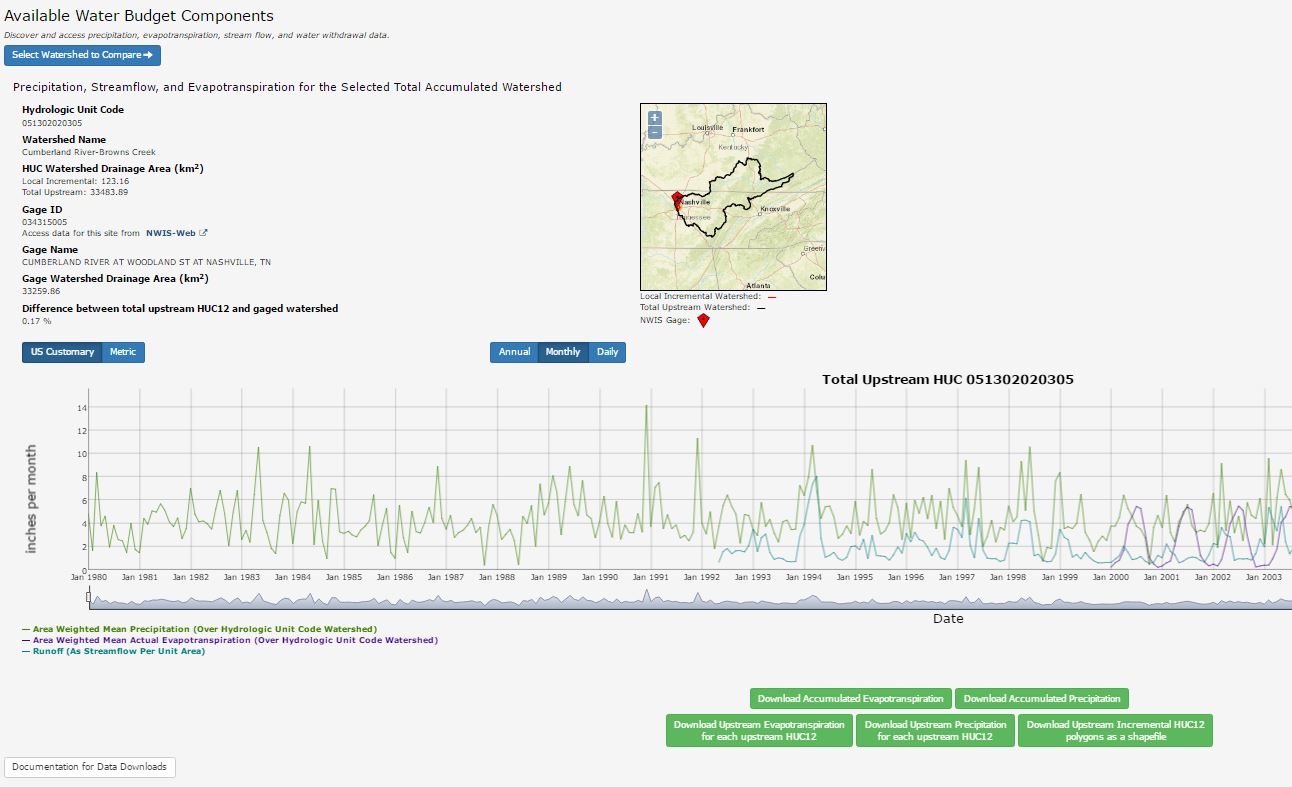 Available Water Budget Components
Discover and access precipitation, evapotranspiration, stream flow, and water withdrawal data.
Select Watershed to Compare
Precipitation, Streamflow, and Evapotranspiration for the Selected Total Accumulated Watershed
Hydrologic Unit Code
051302020305
Watershed Name
Cumberland River-Browns Creek
HUC Watershed Drainage Area (km²)
Local Incremental: 123.16
Total Upstream: 33483.89
Gage ID
034315005
Access data for this site from NWIS-Web
Gage Name
CUMBERLAND RIVER AT WOODLAND ST AT NASHVILLE, TN
Gage Watershed Drainage Area (km²)
33259.86
Difference between total upstream HUC12 and gaged watershed
0.17 %
+
−
Louisville
Frankfort
Kentucky
Nashville
Knoxville
Greenv
Colu
Atlanta
Local Incremental Watershed:
Total Upstream Watershed:
NWIS Gage:
US Customary Metric
Annual Monthly Daily
Total Upstream HUC 051302020305
inches per month
14
12
10
8
6
4
2
0
Jan 1980 Jan 1981 Jan 1982 Jan 1983 Jan 1984 Jan 1985 Jan 1986 Jan 1987 Jan 1988 Jan 1989 Jan 1990 Jan 1991 Jan 1992 Jan 1993 Jan 1994 Jan 1995 Jan 1996 Jan 1997 Jan 1998 Jan 1999 Jan 2000 Jan 2001 Jan 2002 Jan 2003
Date
— Area Weighted Mean Precipitation (Over Hydrologic Unit Code Watershed)
— Area Weighted Mean Actual Evapotranspiration (Over Hydrologic Unit Code Watershed)
— Runoff (As Streamflow Per Unit Area)
Download Accumulated Evapotranspiration
Download Accumulated Precipitation
Download Upstream Evapotranspiration
for each upstream HUC12
Download Upstream Precipitation
for each upstream HUC12
Download Upstream Incremental HUC12
polygons as a shapefile
Documentation for Data Downloads